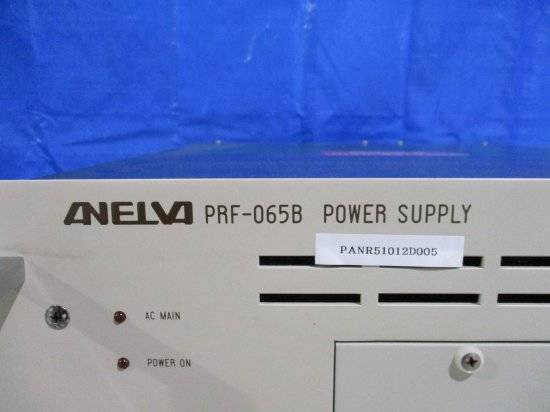 ANELVA PRF-065B POWER SUPPLY
PANR51012D005
AC MAIN
POWER ON